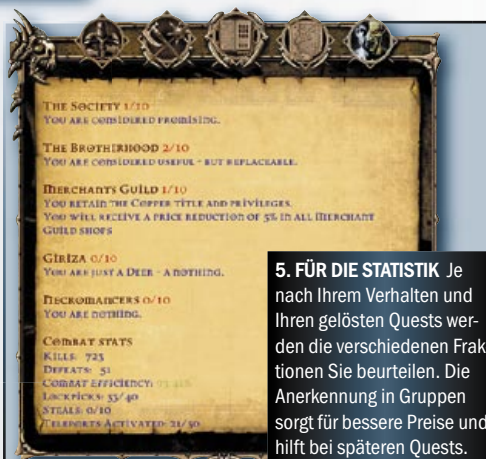 THE SOCIETY 1/10
YOU ARE CONSIDERED PROMISING.
THE BROTHERHOOD 2/10
YOU ARE CONSIDERED USEFUL - BUT REPLACEABLE.
MERCHANTS GUILD 1/10
YOU RETAIN THE COPPER TITLE ADD PRIVILEGES.
YOU WILL RECEIVE A PRICE REDUCTION OF 5% IN ALL MERCHANT
GUILD SHOPS
GIRIZA 0/10
YOU ARE JUST A DEER - A NOTHING.
NECROMANCERS 0/10
YOU ARE NOTHING.
COMBAT STATS
KILLS: 723
DEFEATS: 51
COMBAT EFFICIENCY:
LOCKPICKS: 33/40
STEALS: 0/10
TELEPORTS ACTIVATED: 21/50
5. FÜR DIE STATISTIK Je
nach Ihrem Verhalten und
Ihren gelösten Quests wer-
den die verschiedenen Frak
tionen Sie beurteilen. Die
Anerkennung in Gruppen
sorgt für bessere Preise und
hilft bei späteren Quests.